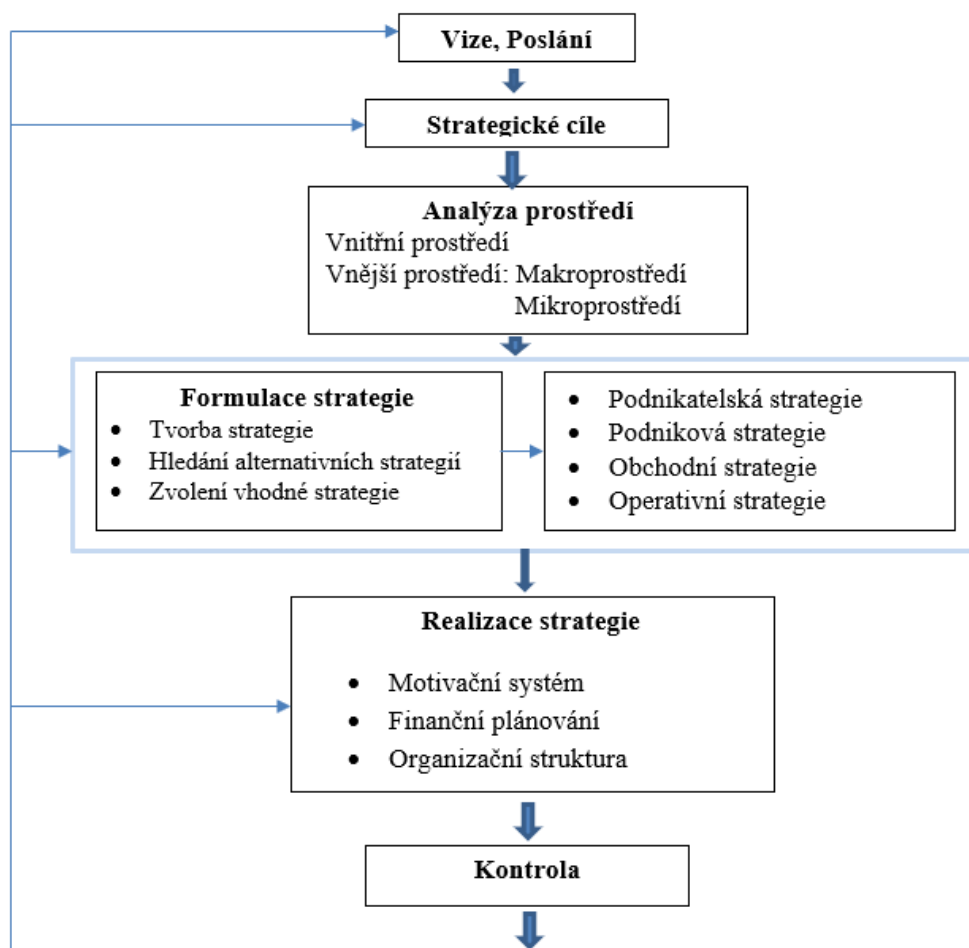 Vize, Poslání
Strategické cíle
Analýza prostředí
Vnitřní prostředí
Vnější prostředí: Makroprostředí
Mikroprostředí
Formulace strategie
• Tvorba strategie
• Hledání alternativních strategií
• Zvolení vhodné strategie
• Podnikatelská strategie
• Podniková strategie
• Obchodní strategie
• Operativní strategie
Realizace strategie
• Motivační systém
• Finanční plánování
• Organizační struktura
Kontrola